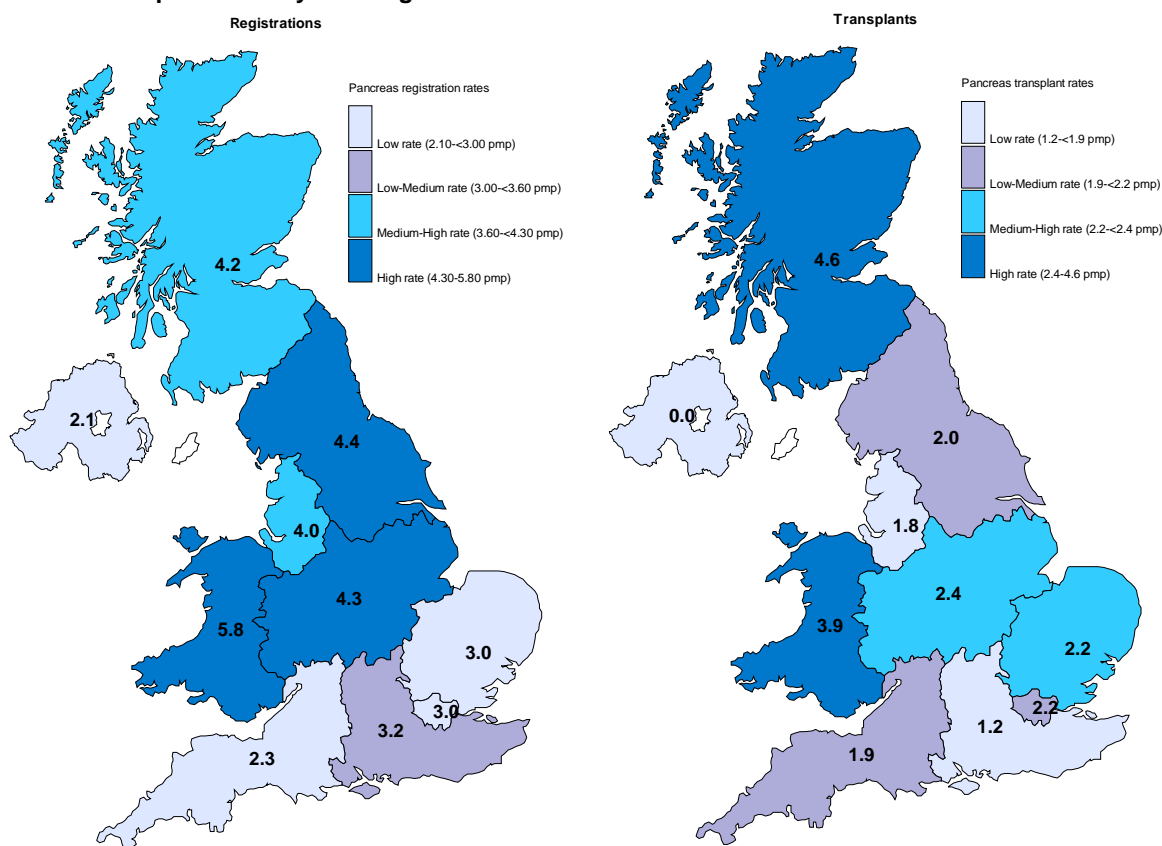 Registrations
Pancreas registration rates
Low rate (2.10-<3.00 pmp)
Low-Medium rate (3.00-<3.60 pmp)
Medium-High rate (3.60-<4.30 pmp)
High rate (4.30-5.80 pmp)
4.2
2.1
4.4
4.0
4.3
5.8
3.0
3.0
3.2
2.3
Transplants
Pancreas transplant rates
Low rate (1.2-<1.9 pmp)
Low-Medium rate (1.9-<2.2 pmp)
Medium-High rate (2.2-<2.4 pmp)
High rate (2.4-4.6 pmp)
4.6
0.0
2.0
1.8
2.4
3.9
2.2
2.2
1.2
1.9